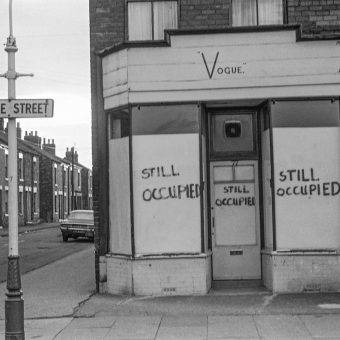 "VOGUE."
E STREET
STILL
OCCUPIED
STILL
OCCUPIED
STILL
OCCUPIED